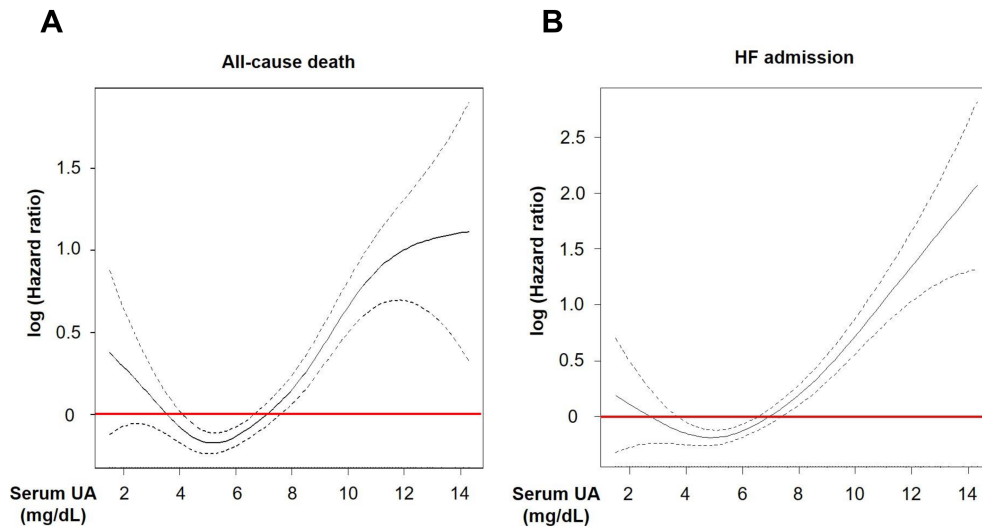 A
All-cause death
log (Hazard ratio)
1.5
1.0
0.5
0
Serum UA
(mg/dL)
2 4 6 8 10 12 14
B
HF admission
log (Hazard ratio)
2.5
2.0
1.5
1.0
0.5
0
Serum UA
(mg/dL)
2 4 6 8 10 12 14